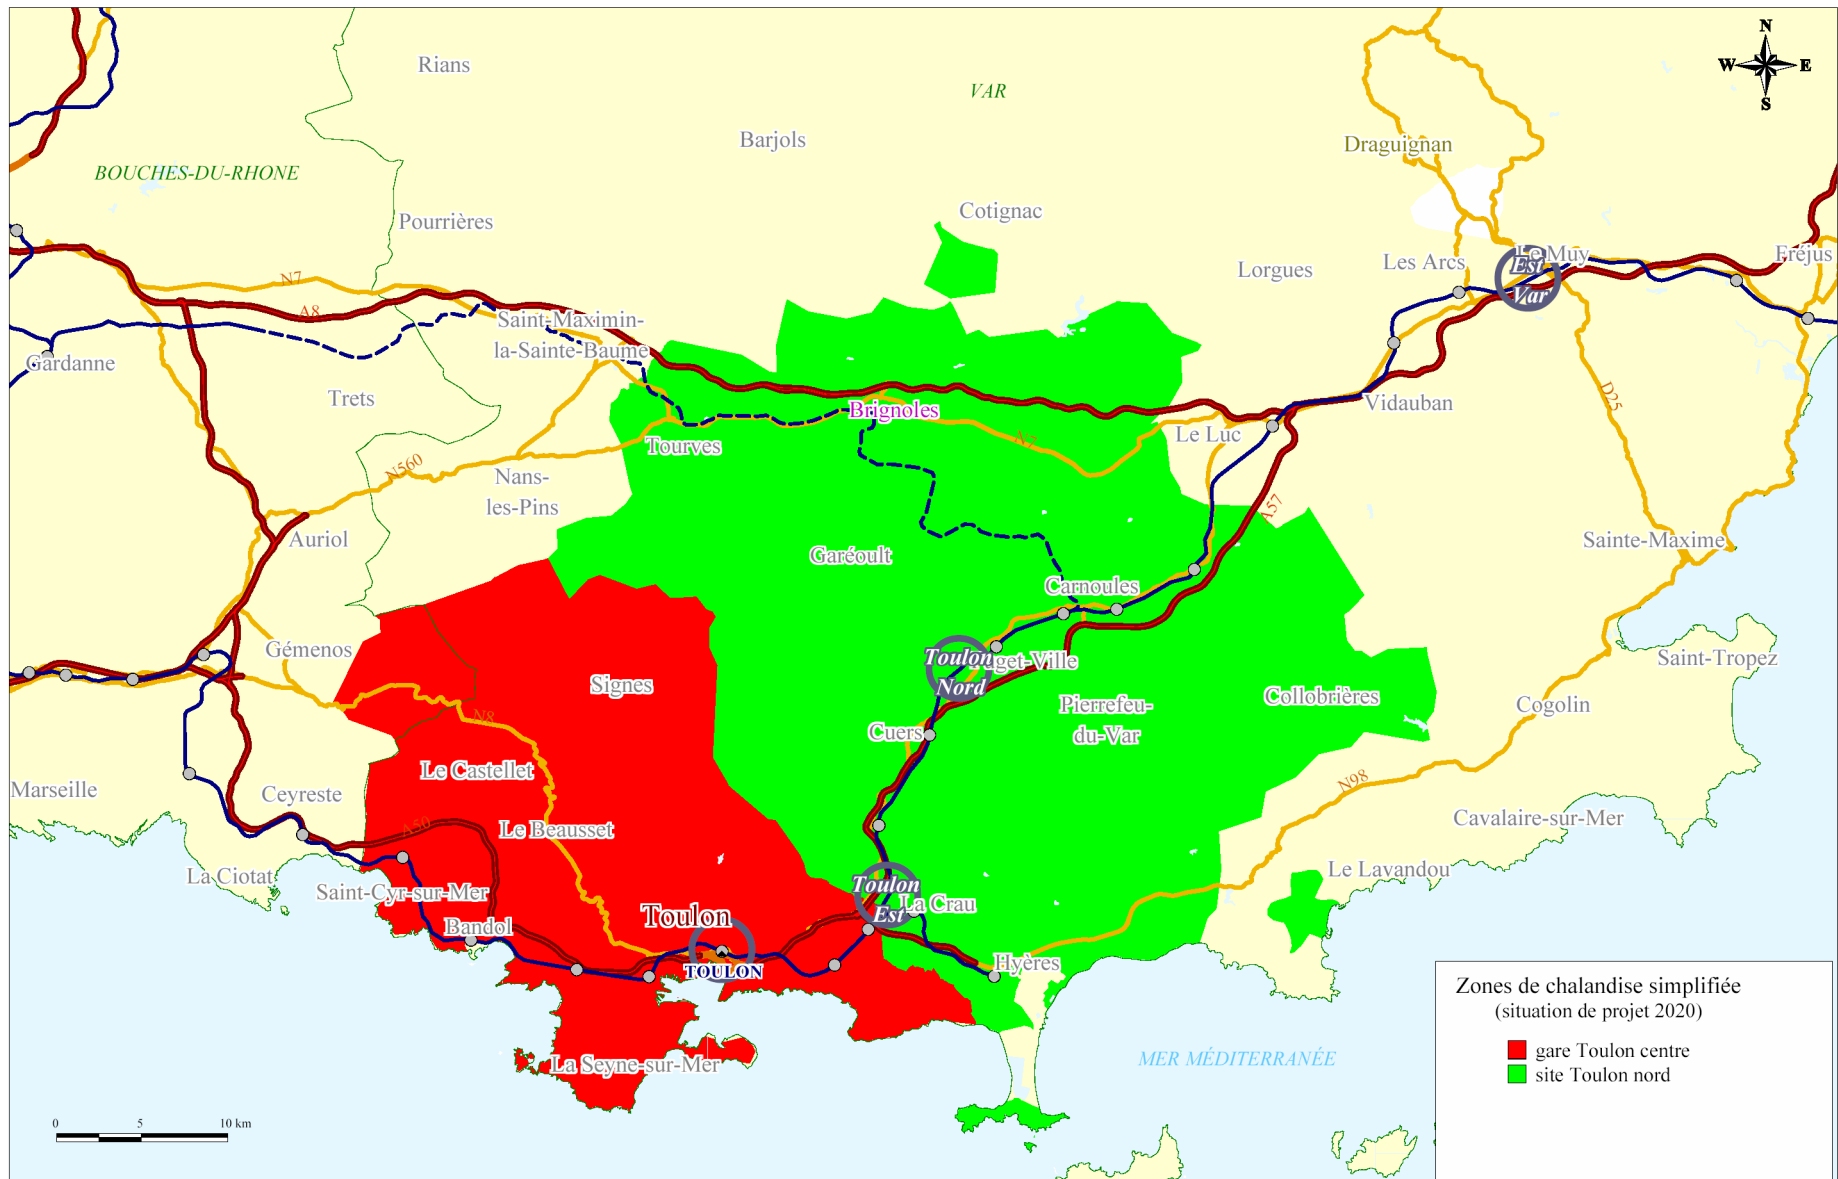 N
W E
S
Rians
VAR
Barjols
Draguignan
BOUCHES-DU-RHONE
Pourrières
Cotignac
Le Muy
Fréjus
Les Arcs
Est
Var
Lorgues
N7
A8
Saint-Maximin-
la-Sainte-Baume
Gardanne
Trets
Brignoles
Vidauban
D25
Le Luc
N7
Tourves
N560
Nans-
les-Pins
A57
Auriol
Sainte-Maxime
Garéoult
Carnoules
Gémenos
Toulon
Nord
Puget-Ville
Saint-Tropez
Signes
Collobrières
Pierrefeu-
du-Var
Cogolin
N8
Cuers
Le Castellet
N98
Marseille
Ceyreste
Cavalaire-sur-Mer
A50
Le Beausset
La Ciotat
Le Lavandou
Saint-Cyr-sur-Mer
Toulon
Est
La Crau
Toulon
Bandol
TOULON
Hyères
La Seyne-sur-Mer
MER MÉDITERRANÉE
Zones de chalandise simplifiée
(situation de projet 2020)
gare Toulon centre
site Toulon nord
0 5 10 km